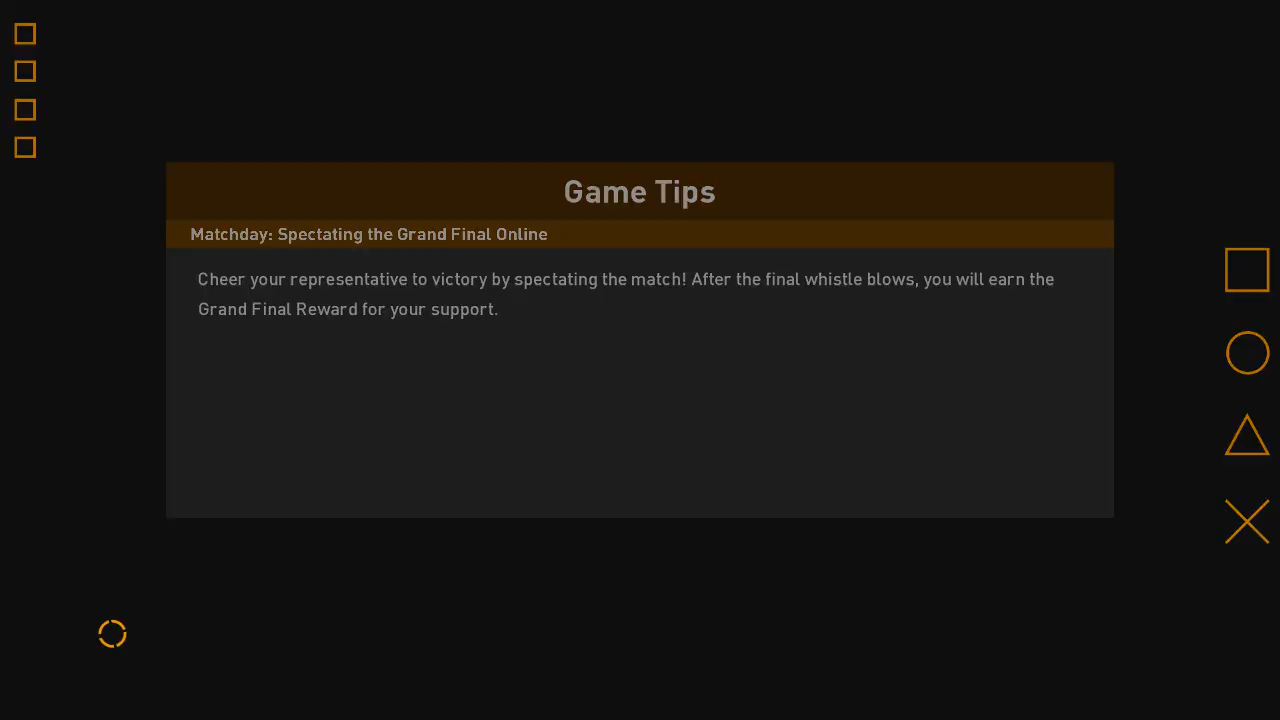 Game Tips
Matchday: Spectating the Grand Final Online
Cheer your representative to victory by spectating the match! After the final whistle blows, you will earn the
Grand Final Reward for your support.